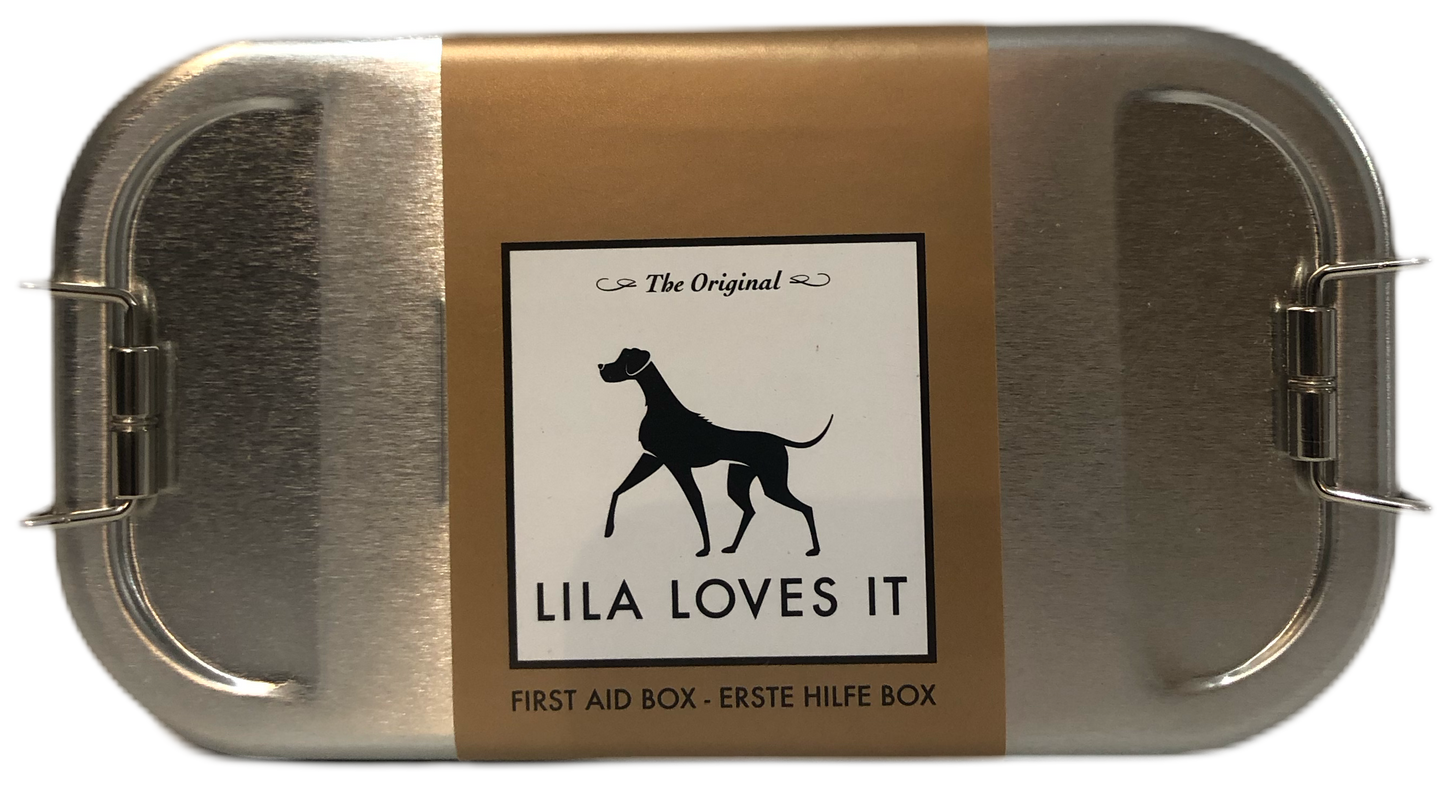 The Original
LILA LOVES IT
FIRST AID BOX - ERSTE HILFE BOX